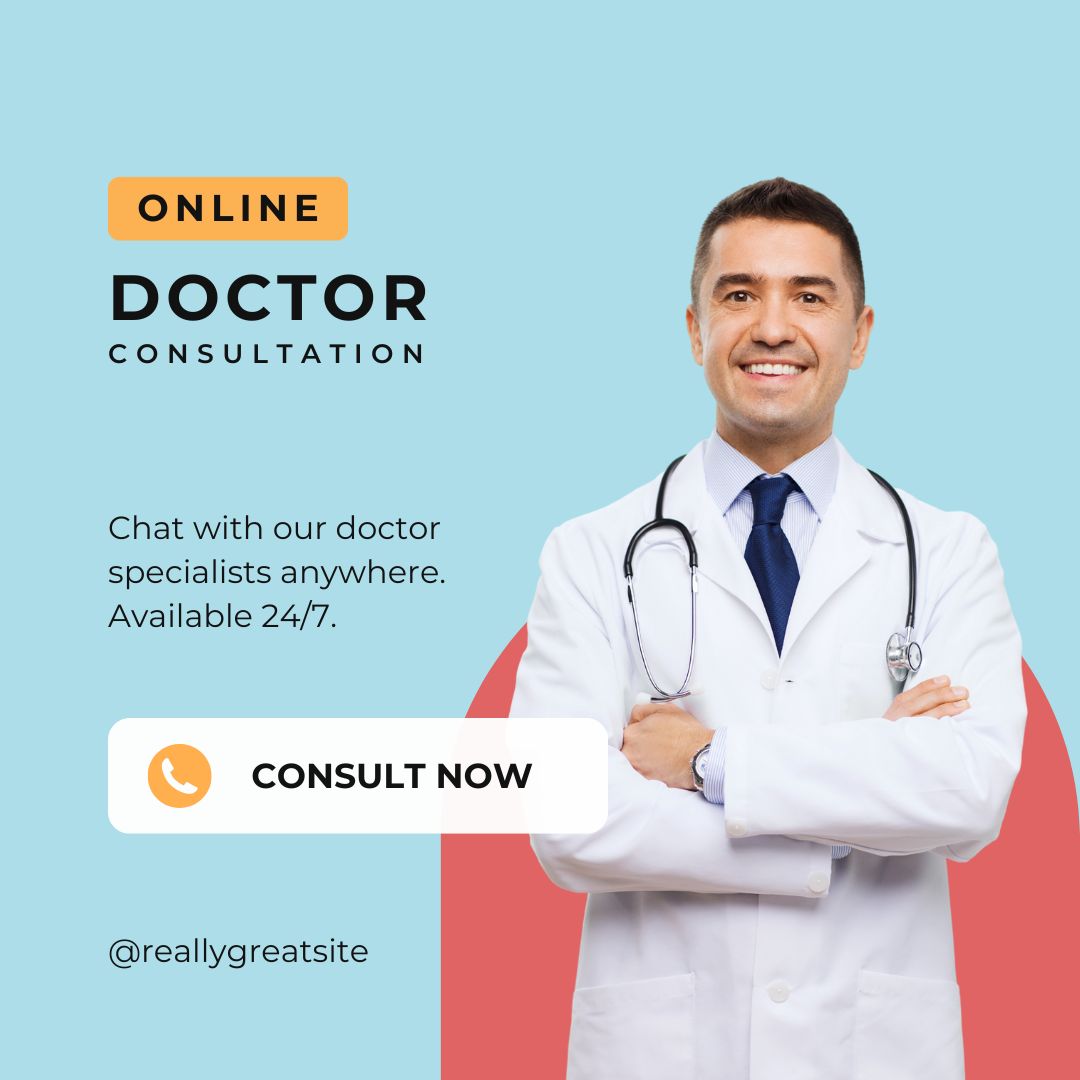 ONLINE
DOCTOR
CONSULTATION
Chat with our doctor
specialists anywhere.
Available 24/7.
CONSULT NOW
@reallygreatsite